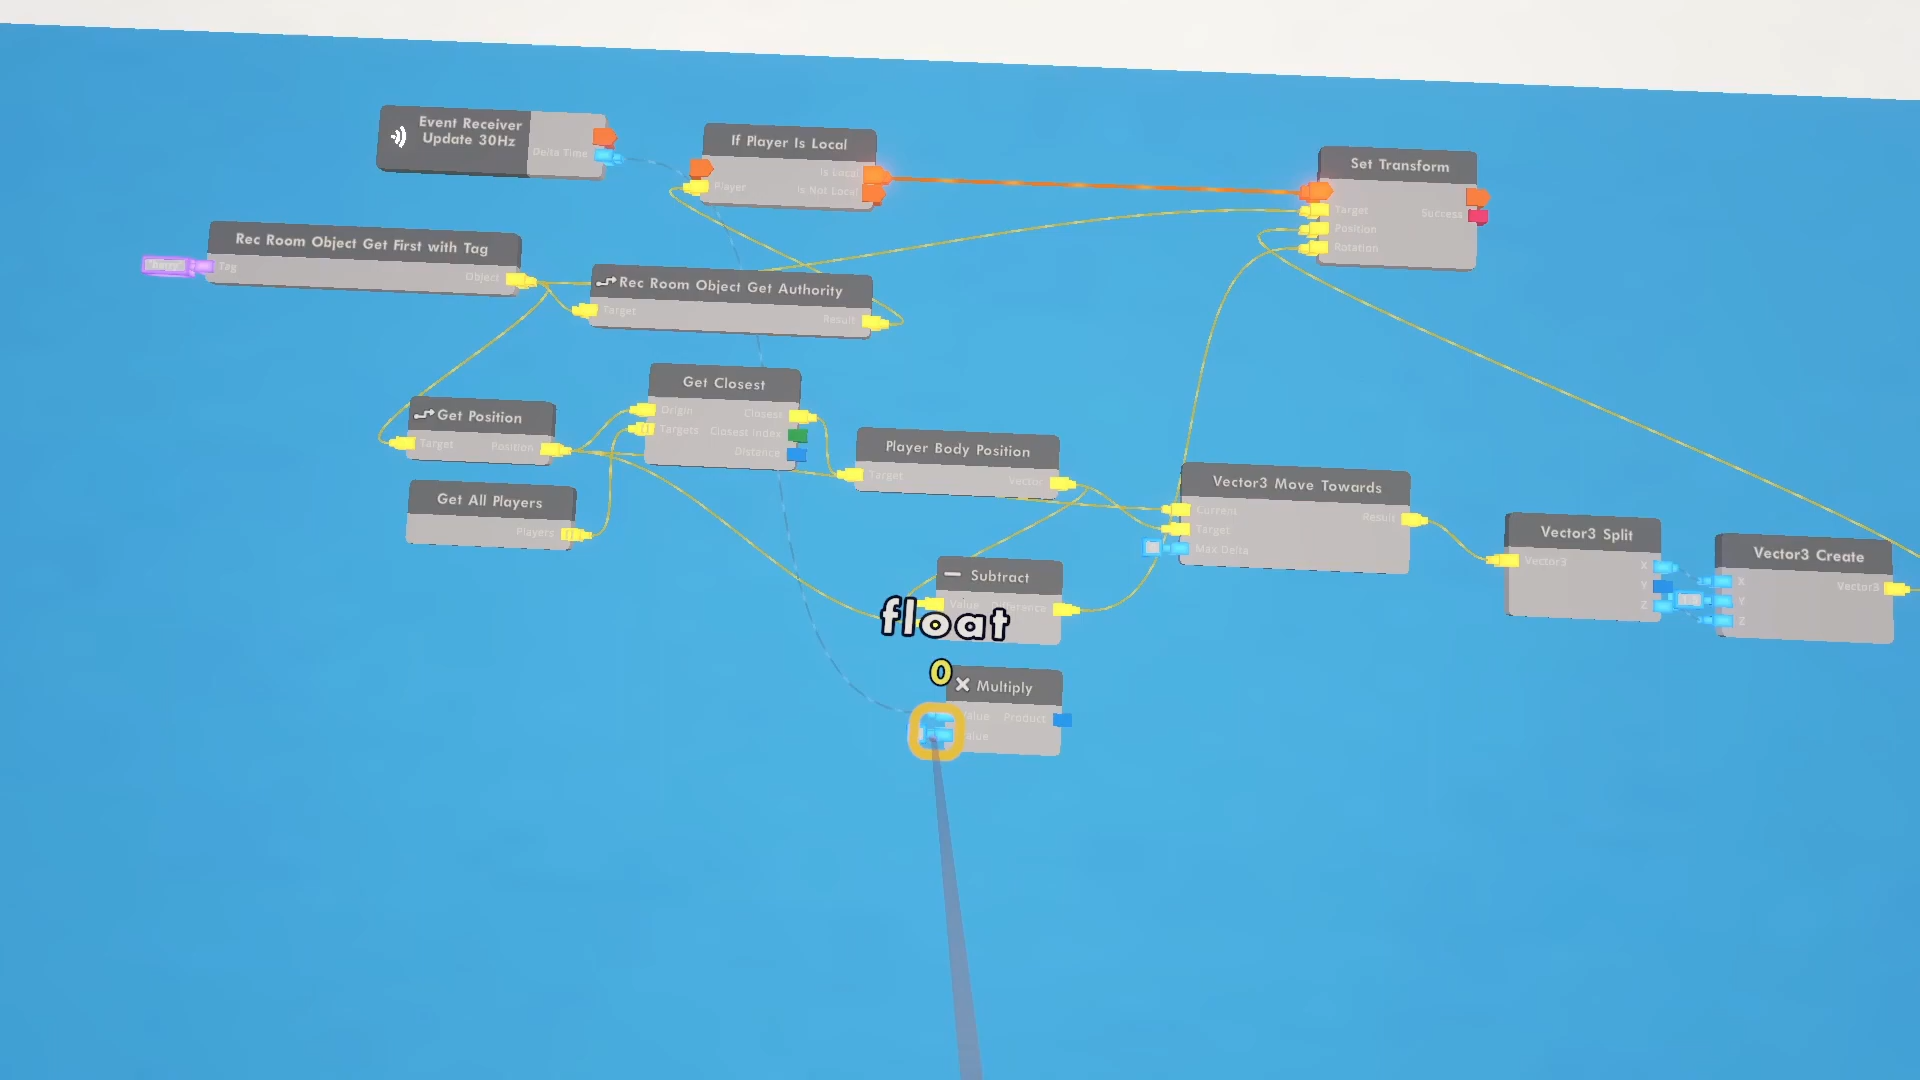 Event Receiver
Update 30Hz
Delta Time
If Player Is Local
Is Local
Player
Is Not Local
Set Transform
Target
Success
Position
Rotation
Rec Room Object Get First with Tag
Tag
Object
Rec Room Object Get Authority
Target
Result
Get Closest
Origin
Closest
Targets
Closest Index
Distance
Get Position
Target
Position
Get All Players
Players
Player Body Position
Target
Vector
Vector3 Move Towards
Current
Result
Target
Max Delta
Vector3 Split
Vector3
X
Y
Z
Vector3 Create
X
Vector3
Y
Z
Subtract
Value
Difference
float
0
Multiply
Value
Product
Value